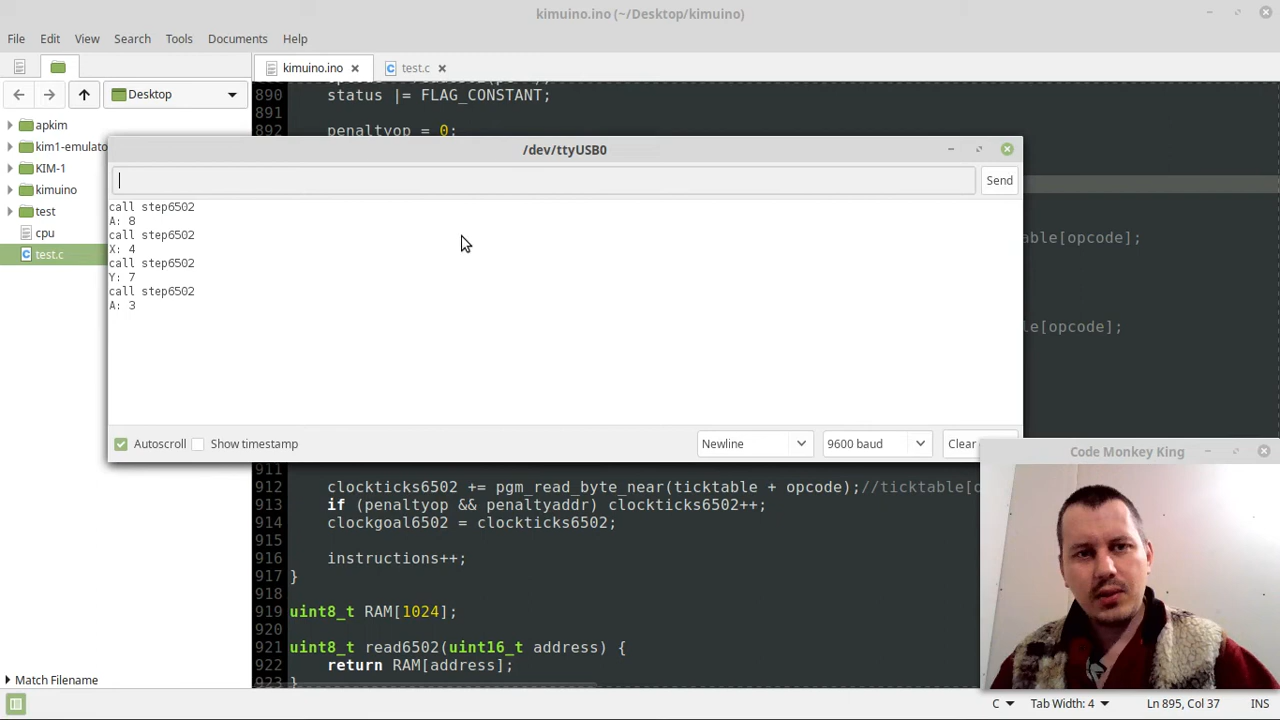 kimuino.ino (~/Desktop/kimuino)
File Edit View Search Tools Documents Help
kimuino.ino
test.c
Desktop
apkim
kim1-emulato
KIM-1
kimuino
test
cpu
test.c
890 status |= FLAG_CONSTANT;
891
892 penaltyop = 0;
/dev/ttyUSB0
Send
call step6502
A: 8
call step6502
X: 4
call step6502
Y: 7
call step6502
A: 3
able[opcode];
le[opcode];
Autoscroll Show timestamp Newline 9600 baud Clear
Code Monkey King
911
912 clockticks6502 += pgm_read_byte_near(ticktable + opcode);//ticktable[o
913 if (penaltyop && penaltyaddr) clockticks6502++;
914 clockgoal6502 = clockticks6502;
915
916 instructions++;
917 }
918
919 uint8_t RAM[1024];
920
921 uint8_t read6502(uint16_t address) {
922 return RAM[address];
923 }
Match Filename
C Tab Width: 4 Ln 895, Col 37 INS